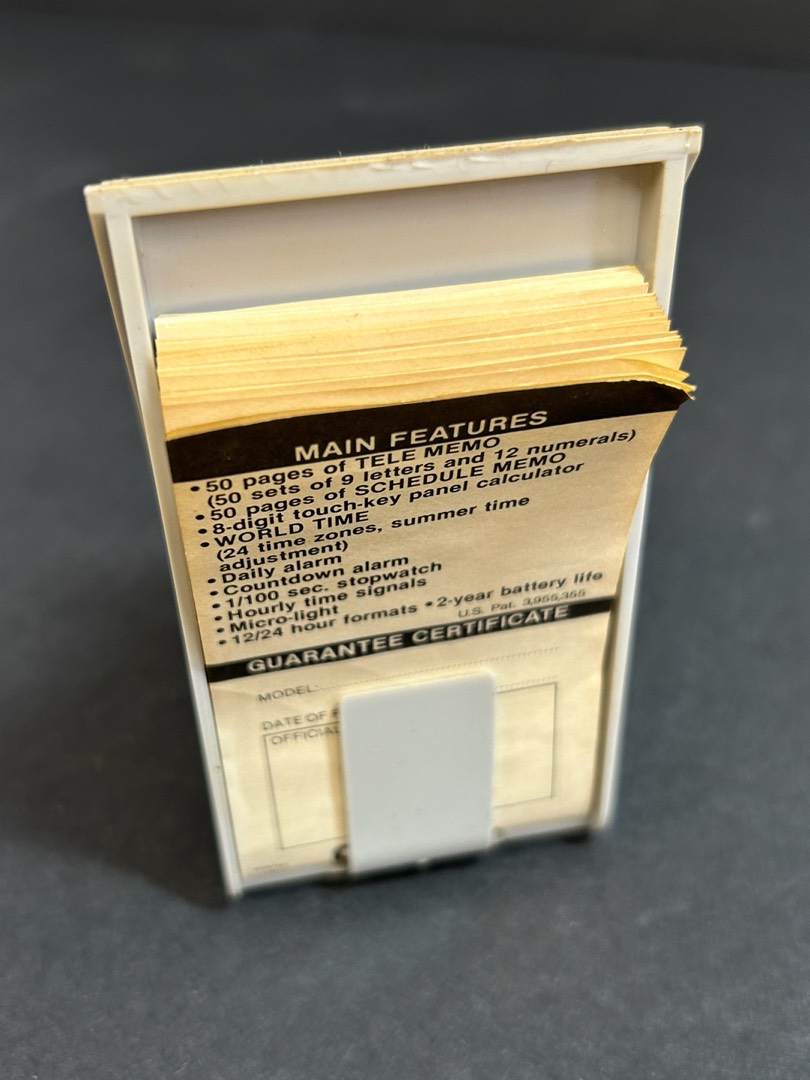 MAIN FEATURES
• 50 pages of TELE MEMO
(50 sets of 9 letters and 12 numerals)
• 50 pages of SCHEDULE MEMO
• 8-digit touch-key panel calculator
• WORLD TIME
(24 time zones, summer time
adjustment)
• Daily alarm
• Countdown alarm
• 1/100 sec. stopwatch
• Hourly time signals
• Micro-light
• 12/24 hour formats • 2-year battery life
U.S. Pat. 3,955,355
GUARANTEE CERTIFICATE
MODEL:
DATE OF
OFFICIAL